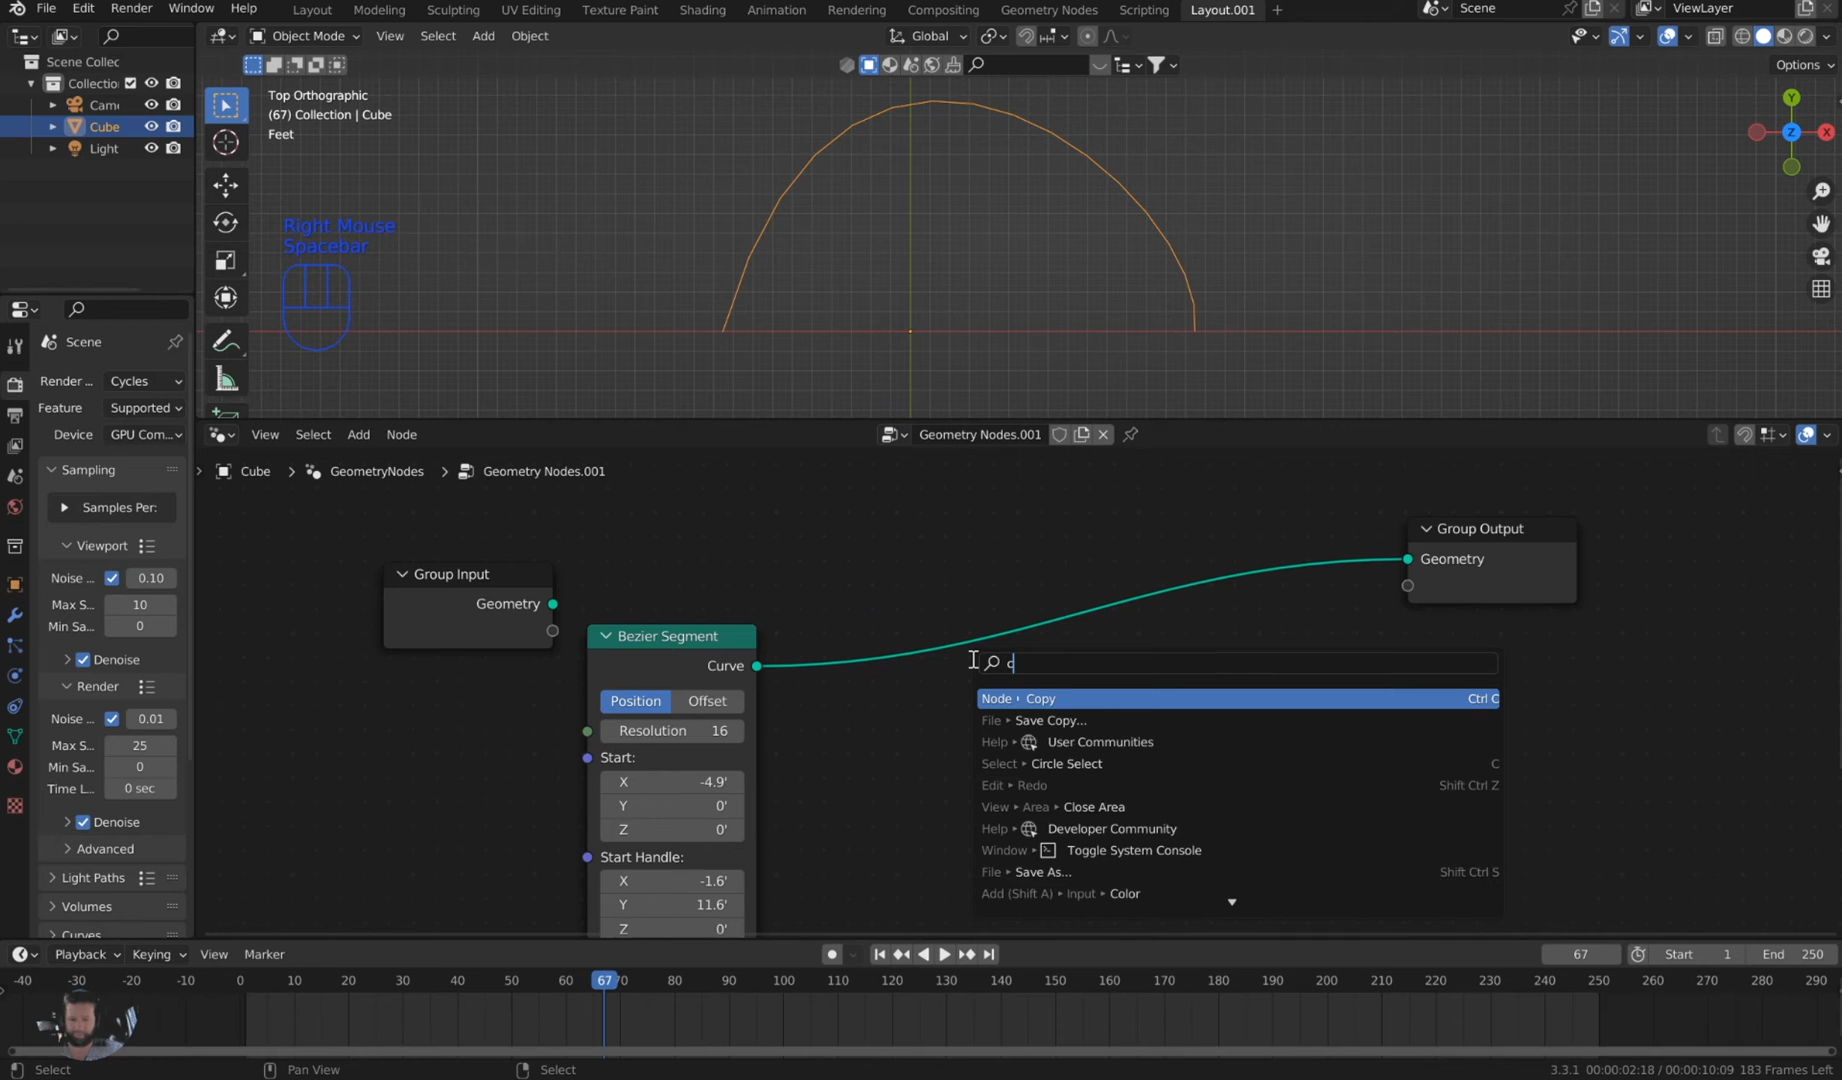 File Edit Render Window Help Layout Modeling Sculpting UV Editing Texture Paint Shading Animation Rendering Compositing Geometry Nodes Scripting Layout.001 + Scene ViewLayer
Object Mode View Select Add Object Global
Options
Scene Collec
Collectio
Came
Cube
Light
Top Orthographic
(67) Collection | Cube
Feet
Y
Z X
Right Mouse
Spacebar
Scene
Render ... Cycles
Feature Supported
Device GPU Com...
Sampling
Samples Per:
Viewport
Noise ... 0.10
Max S... 10
Min Sa... 0
Denoise
Render
Noise ... 0.01
Max S... 25
Min Sa... 0
Time L... 0 sec
Denoise
Advanced
Light Paths
Volumes
Curves
View Select Add Node Geometry Nodes.001
Cube > GeometryNodes > Geometry Nodes.001
Group Input
Geometry
Bezier Segment
Curve
Position Offset
Resolution 16
Start:
X -4.9'
Y 0'
Z 0'
Start Handle:
X -1.6'
Y 11.6'
Z 0'
Group Output
Geometry
c
Node Copy Ctrl C
File Save Copy...
Help User Communities
Select Circle Select C
Edit Redo Shift Ctrl Z
View Area Close Area
Help Developer Community
Window Toggle System Console
File Save As... Shift Ctrl S
Add (Shift A) Input Color
Playback Keying View Marker 67 Start 1 End 250
-40 -30 -20 -10 0 10 20 30 40 50 60 67 70 80 90 100 110 120 130 140 150 160 170 180 190 200 210 220 230 240 250 260 270 280 290
Select Pan View Select 3.3.1 00:00:02:18 / 00:00:10:09 183 Frames Left